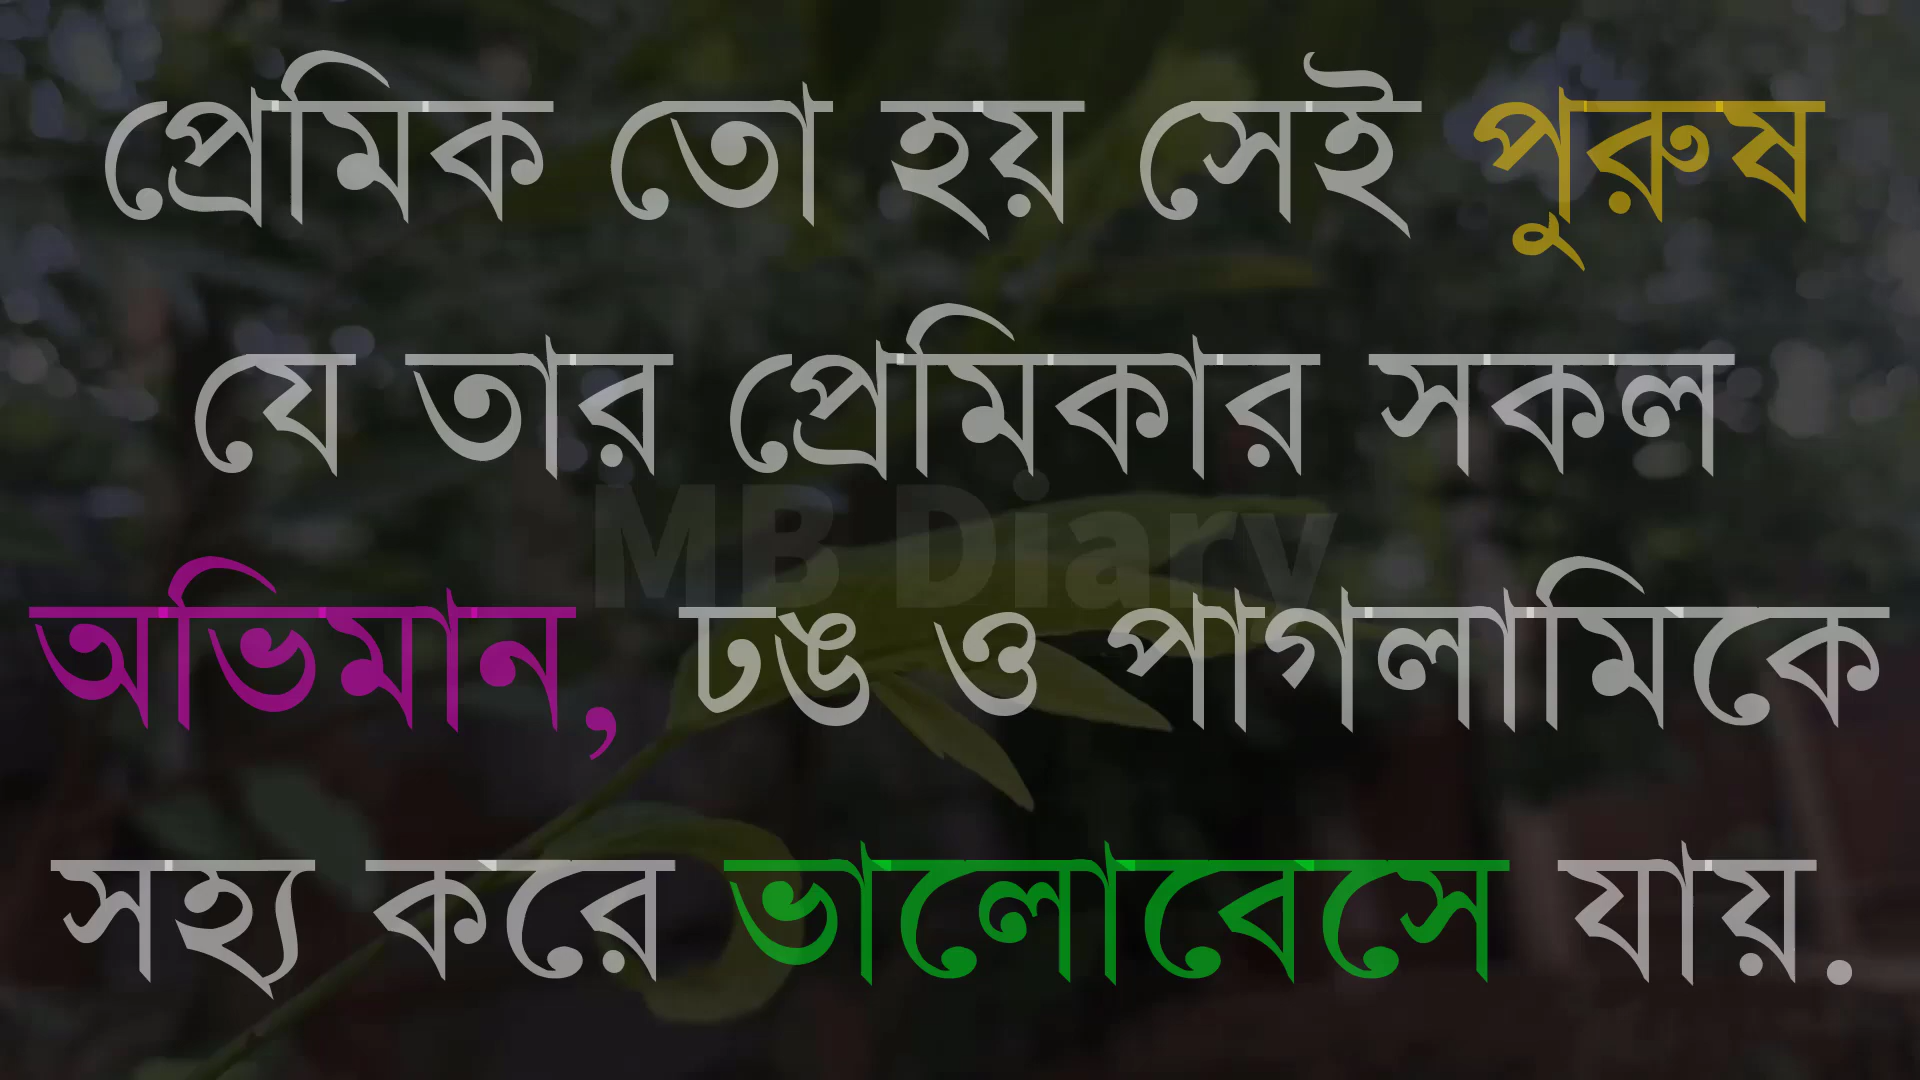 প্রেমিক তো হয় সেই পুরুষ
যে তার প্রেমিকার সকল
MB Diary
অভিমান, ঢঙ ও পাগলামিকে
সহ্য করে ভালোবেসে যায়.